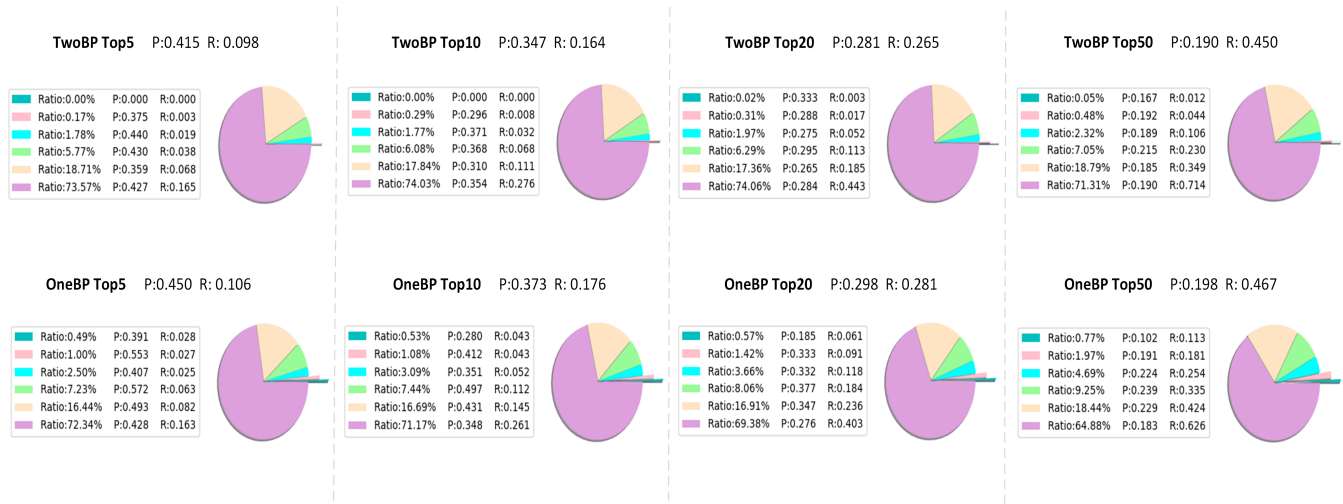 TwoBP Top5 P:0.415 R: 0.098
Ratio:0.00% P:0.000 R:0.000
Ratio:0.17% P:0.375 R:0.003
Ratio:1.78% P:0.440 R:0.019
Ratio:5.77% P:0.430 R:0.038
Ratio:18.71% P:0.359 R:0.068
Ratio:73.57% P:0.427 R:0.165
TwoBP Top10 P:0.347 R: 0.164
Ratio:0.00% P:0.000 R:0.000
Ratio:0.29% P:0.296 R:0.008
Ratio:1.77% P:0.371 R:0.032
Ratio:6.08% P:0.368 R:0.068
Ratio:17.84% P:0.310 R:0.111
Ratio:74.03% P:0.354 R:0.276
TwoBP Top20 P:0.281 R: 0.265
Ratio:0.02% P:0.333 R:0.003
Ratio:0.31% P:0.288 R:0.017
Ratio:1.97% P:0.275 R:0.052
Ratio:6.29% P:0.295 R:0.113
Ratio:17.36% P:0.265 R:0.185
Ratio:74.06% P:0.284 R:0.443
TwoBP Top50 P:0.190 R: 0.450
Ratio:0.05% P:0.167 R:0.012
Ratio:0.48% P:0.192 R:0.044
Ratio:2.32% P:0.189 R:0.106
Ratio:7.05% P:0.215 R:0.230
Ratio:18.79% P:0.185 R:0.349
Ratio:71.31% P:0.190 R:0.714
OneBP Top5 P:0.450 R: 0.106
Ratio:0.49% P:0.391 R:0.028
Ratio:1.00% P:0.553 R:0.027
Ratio:2.50% P:0.407 R:0.025
Ratio:7.23% P:0.572 R:0.063
Ratio:16.44% P:0.493 R:0.082
Ratio:72.34% P:0.428 R:0.163
OneBP Top10 P:0.373 R: 0.176
Ratio:0.53% P:0.280 R:0.043
Ratio:1.08% P:0.412 R:0.043
Ratio:3.09% P:0.351 R:0.052
Ratio:7.44% P:0.497 R:0.112
Ratio:16.69% P:0.431 R:0.145
Ratio:71.17% P:0.348 R:0.261
OneBP Top20 P:0.298 R: 0.281
Ratio:0.57% P:0.185 R:0.061
Ratio:1.42% P:0.333 R:0.091
Ratio:3.66% P:0.332 R:0.118
Ratio:8.06% P:0.377 R:0.184
Ratio:16.91% P:0.347 R:0.236
Ratio:69.38% P:0.276 R:0.403
OneBP Top50 P:0.198 R: 0.467
Ratio:0.77% P:0.102 R:0.113
Ratio:1.97% P:0.191 R:0.181
Ratio:4.69% P:0.224 R:0.254
Ratio:9.25% P:0.239 R:0.335
Ratio:18.44% P:0.229 R:0.424
Ratio:64.88% P:0.183 R:0.626